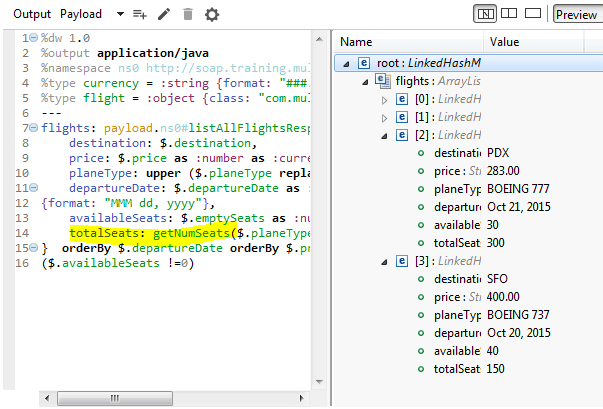 Output Payload
Preview
1 %dw 1.0
2 %output application/java
3 %namespace ns0 http://soap.training.mul
4 %type currency = :string {format: "###.
5 %type flight = :object {class: "com.mul
6 ---
7 flights: payload.ns0#listAllFlightsResp
8 destination: $.destination,
9 price: $.price as :number as :curre
10 planeType: upper ($.planeType repla
11 departureDate: $.departureDate as :
12 {format: "MMM dd, yyyy"},
13 availableSeats: $.emptySeats as :nu
14 totalSeats: getNumSeats($.planeType
15 } orderBy $.departureDate orderBy $.pr
16 ($.availableSeats !=0)
Name Value
root : LinkedHashM
flights : ArrayLis
[0] : LinkedH
[1] : LinkedH
[2] : LinkedH
destinatio PDX
price : Stri 283.00
planeTyp BOEING 777
departur Oct 21, 2015
available 30
totalSeat 300
[3] : LinkedH
destinatio SFO
price : Stri 400.00
planeTyp BOEING 737
departur Oct 20, 2015
available 40
totalSeat 150